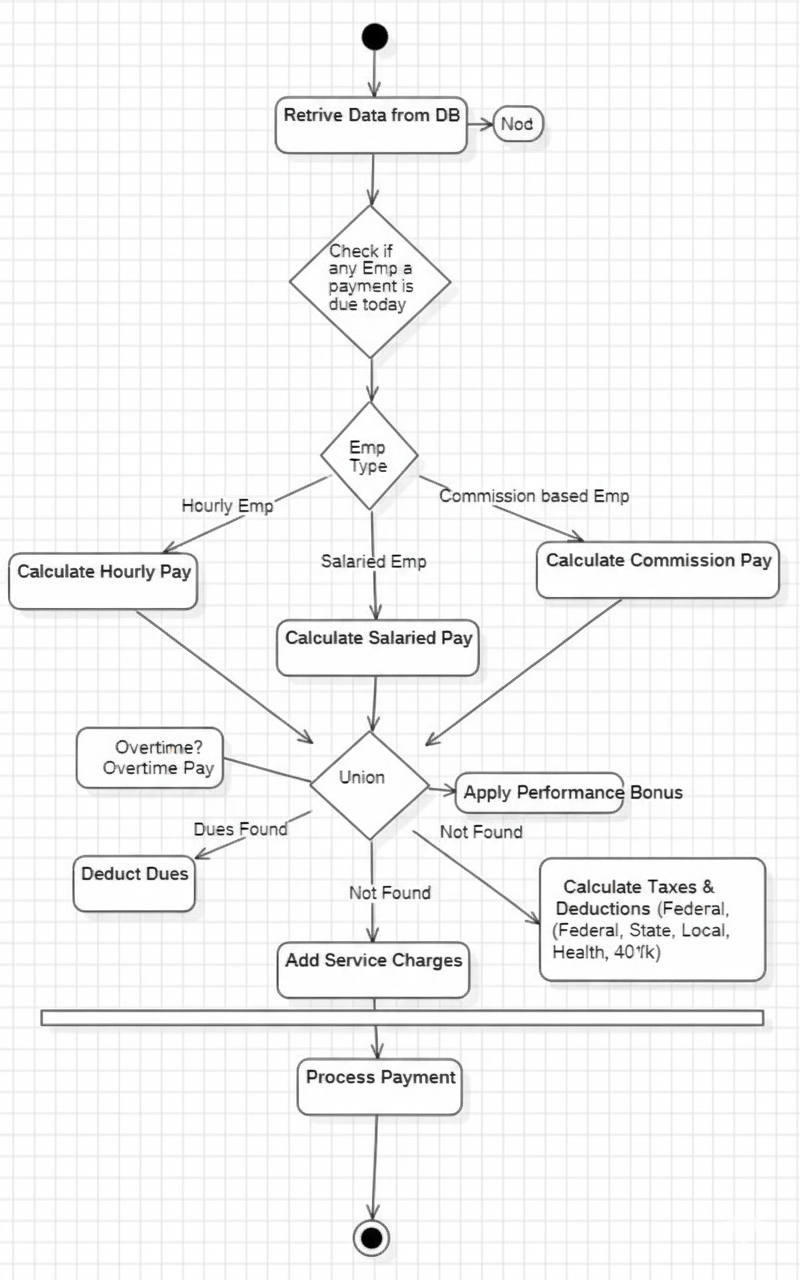 Retrive Data from DB
Nod
Check if
any Emp a
payment is
due today
Emp
Type
Hourly Emp
Commission based Emp
Salaried Emp
Calculate Hourly Pay
Calculate Commission Pay
Calculate Salaried Pay
Overtime?
Overtime Pay
Union
Apply Performance Bonus
Dues Found
Not Found
Deduct Dues
Not Found
Calculate Taxes &
Deductions (Federal,
(Federal, State, Local,
Health,
Add Service Charges
Process Payment